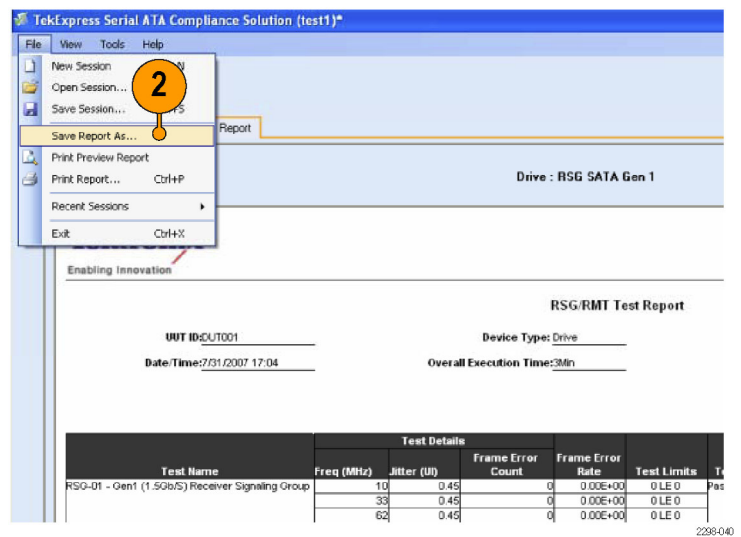 TekExpress Serial ATA Compliance Solution (test1)*
File View Tools Help
New Session N
Open Session...
Save Session... +S
Save Report As...
Print Preview Report
Print Report... Ctrl+P
Recent Sessions
Exit Ctrl+X
2
Report
Drive : RSG SATA Gen 1
Enabling Innovation
RSG/RMT Test Report
UUT ID:DUT001 Device Type: Drive
Date/Time:7/31/2007 17:04 Overall Execution Time:3Min
Test Details
Test Name Freq (MHz) Jitter (UI) Frame Error Count Frame Error Rate Test Limits
RSG-01 - Gen1 (1.5Gb/S) Receiver Signaling Group 10 0.45 0 0.00E+00 0 LE 0 Pas
33 0.45 0 0.00E+00 0 LE 0
62 0.45 0 0.00E+00 0 LE 0
2298-040